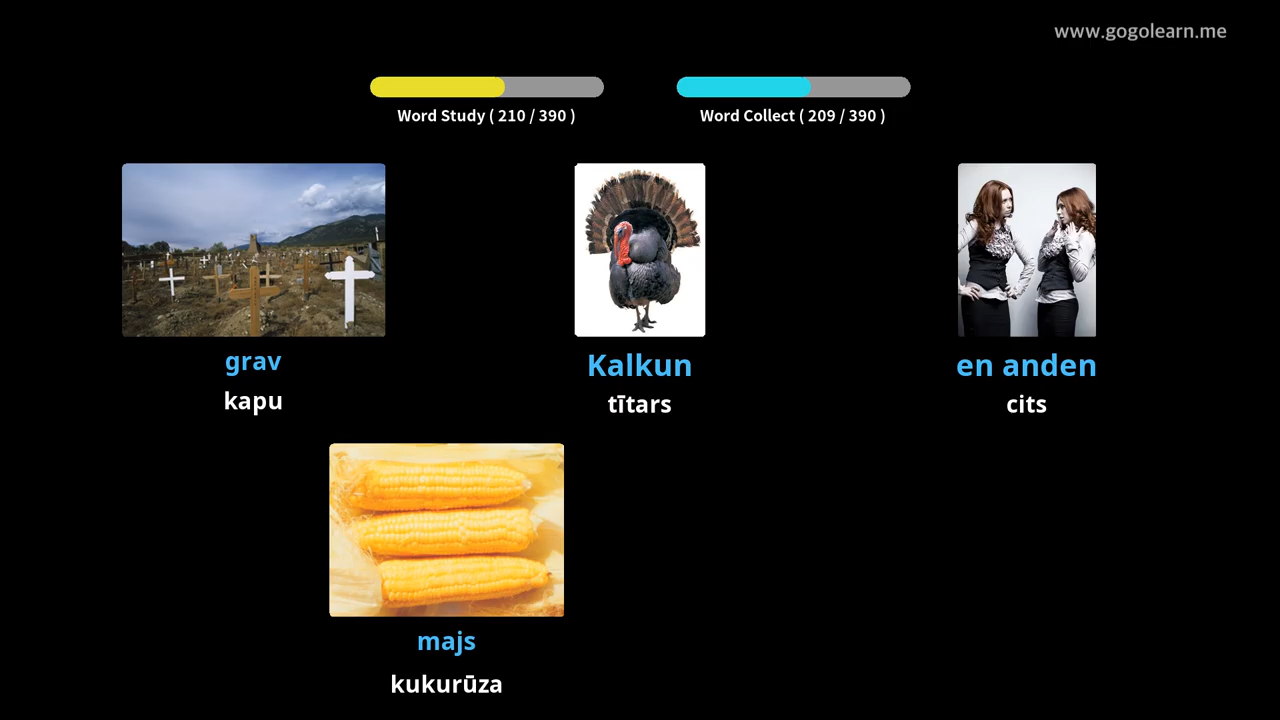 www.gogolearn.me
Word Study ( 210 / 390 )
Word Collect ( 209 / 390 )
grav
kapu
Kalkun
tītars
en anden
cits
majs
kukurūza